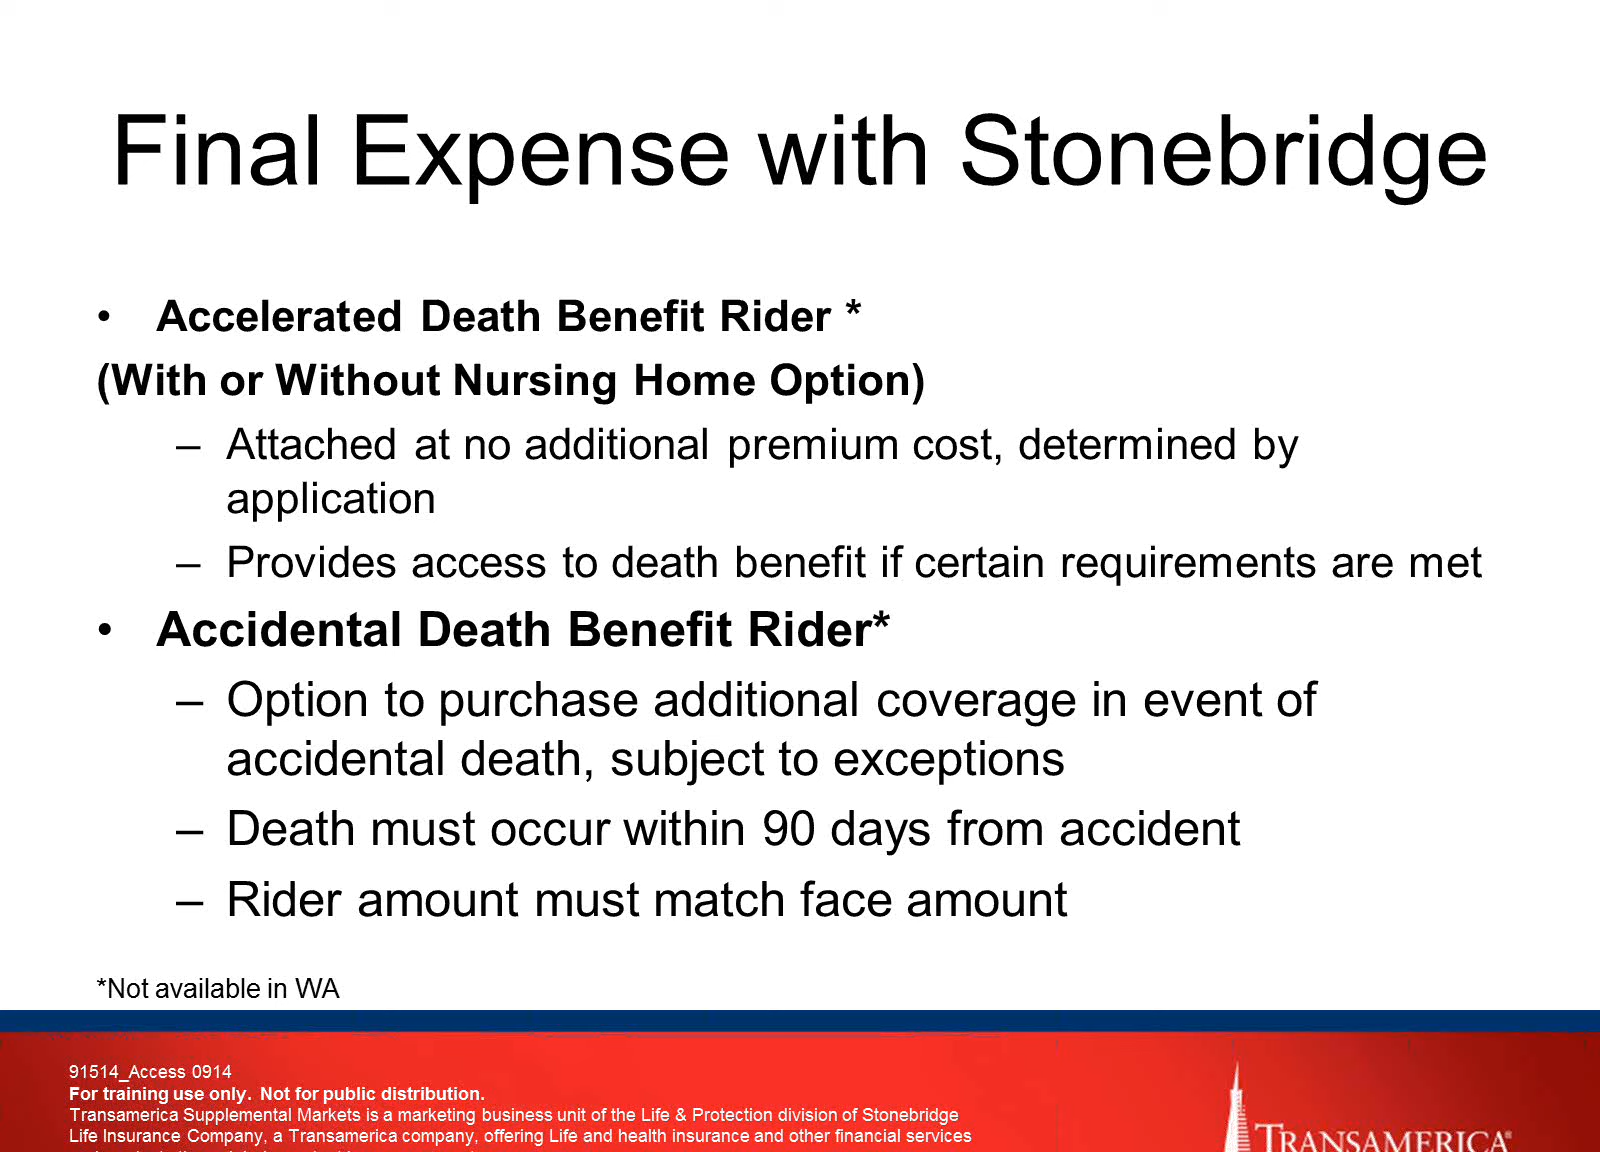 Final Expense with Stonebridge
• Accelerated Death Benefit Rider *
(With or Without Nursing Home Option)
– Attached at no additional premium cost, determined by
application
– Provides access to death benefit if certain requirements are met
• Accidental Death Benefit Rider*
– Option to purchase additional coverage in event of
accidental death, subject to exceptions
– Death must occur within 90 days from accident
– Rider amount must match face amount
*Not available in WA
91514_Access 0914
For training use only. Not for public distribution.
Transamerica Supplemental Markets is a marketing business unit of the Life & Protection division of Stonebridge
Life Insurance Company, a Transamerica company, offering Life and health insurance and other financial services
TRANSAMERICA®